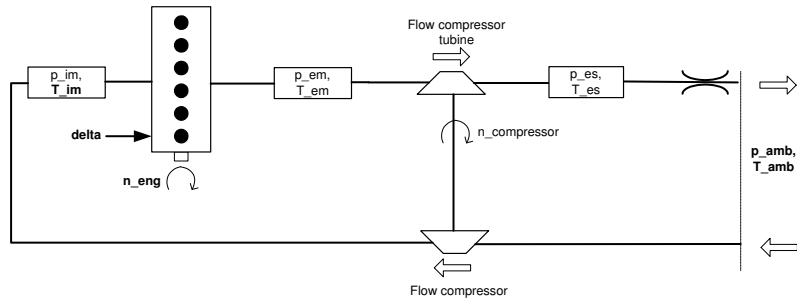 Flow compressor
tubine
p_im,
T_im
p_em,
T_em
p_es,
T_es
delta
n_compressor
n_eng
p_amb,
T_amb
Flow compressor